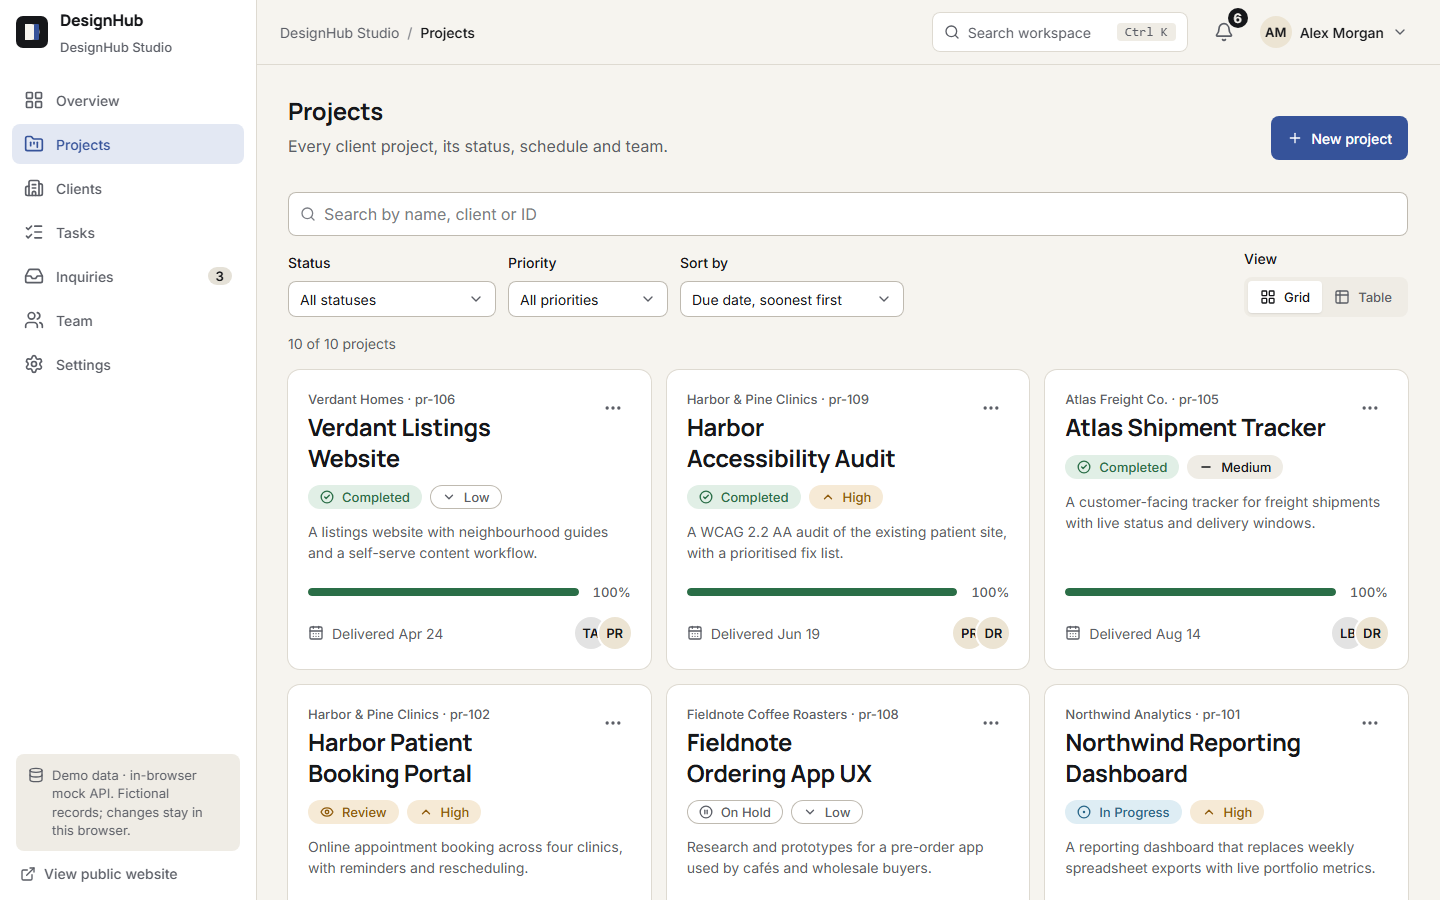 DesignHub
DesignHub Studio
Overview
Projects
Clients
Tasks
Inquiries 3
Team
Settings
Demo data · in-browser
mock API. Fictional
records; changes stay in
this browser.
View public website
DesignHub Studio / Projects
Search workspace Ctrl K
6
AM Alex Morgan
Projects
Every client project, its status, schedule and team.
+ New project
Search by name, client or ID
Status
All statuses
Priority
All priorities
Sort by
Due date, soonest first
View
Grid Table
10 of 10 projects
Verdant Homes · pr-106
Verdant Listings
Website
Completed Low
A listings website with neighbourhood guides
and a self-serve content workflow.
100%
Delivered Apr 24 TA PR
Harbor & Pine Clinics · pr-109
Harbor
Accessibility Audit
Completed High
A WCAG 2.2 AA audit of the existing patient site,
with a prioritised fix list.
100%
Delivered Jun 19 PR DR
Atlas Freight Co. · pr-105
Atlas Shipment Tracker
Completed Medium
A customer-facing tracker for freight shipments
with live status and delivery windows.
100%
Delivered Aug 14 LB DR
Harbor & Pine Clinics · pr-102
Harbor Patient
Booking Portal
Review High
Online appointment booking across four clinics,
with reminders and rescheduling.
Fieldnote Coffee Roasters · pr-108
Fieldnote
Ordering App UX
On Hold Low
Research and prototypes for a pre-order app
used by cafés and wholesale buyers.
Northwind Analytics · pr-101
Northwind Reporting
Dashboard
In Progress High
A reporting dashboard that replaces weekly
spreadsheet exports with live portfolio metrics.